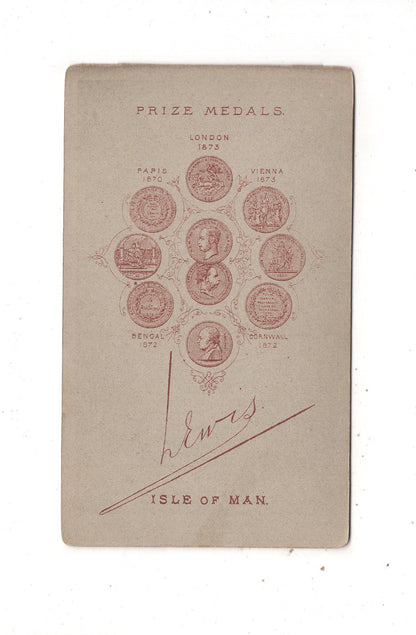 PRIZE MEDALS.
LONDON
1873
PARIS
1870
VIENNA
1873.
BENGAL
1872
CORNWALL
1872.
Lewis.
ISLE OF MAN.